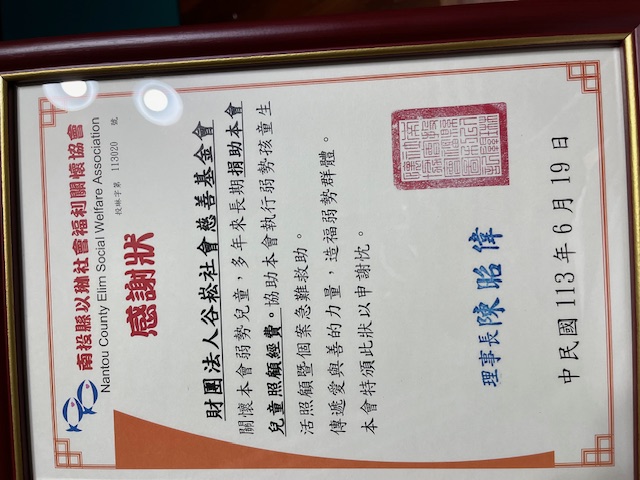 南投縣以琳社會福利關懷協會
Nantou County Elim Social Welfare Association
投琳字第 1113020 號
感謝狀
財團法人谷崧社會慈善基金會
關懷本會弱勢兒童，多年來長期捐助本會
兒童照顧經費。協助本會執行弱勢孩童生
活照顧暨個案急難救助。
傳遞愛與善的力量，造福弱勢群體。
本會特頒此狀以申謝忱。
理事長 陳昭偉
中民國 113 年 6 月 19 日